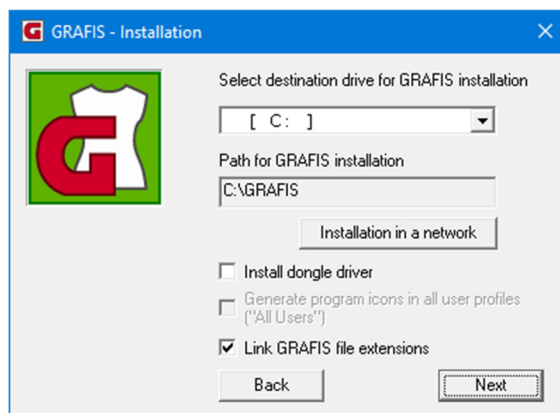 GRAFIS - Installation
Select destination drive for GRAFIS installation
[ C: ]
Path for GRAFIS installation
C:\GRAFIS
Installation in a network
Install dongle driver
Generate program icons in all user profiles
("All Users")
Link GRAFIS file extensions
Back
Next